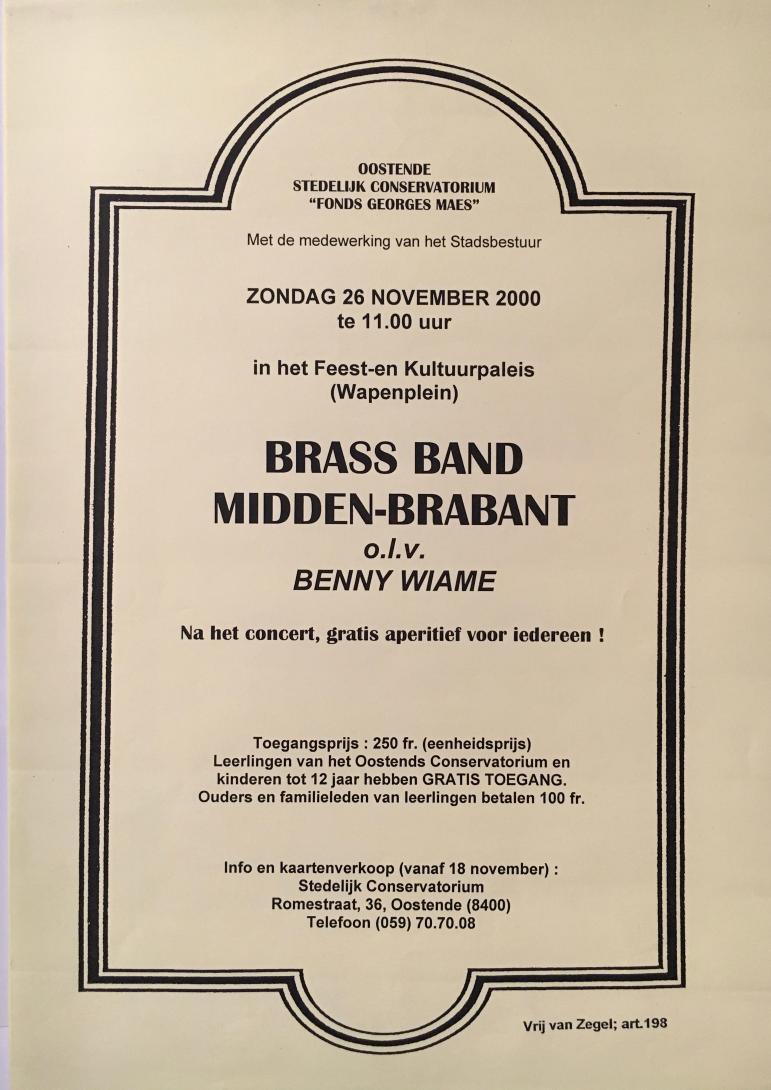 OOSTENDE
STEDELIJK CONSERVATORIUM
“FONDS GEORGES MAES”
Met de medewerking van het Stadsbestuur
ZONDAG 26 NOVEMBER 2000
te 11.00 uur
in het Feest-en Kultuurpaleis
(Wapenplein)
BRASS BAND
MIDDEN-BRABANT
o.l.v.
BENNY WIAME
Na het concert, gratis aperitief voor iedereen !
Toegangsprijs : 250 fr. (eenheidsprijs)
Leerlingen van het Oostends Conservatorium en
kinderen tot 12 jaar hebben GRATIS TOEGANG.
Ouders en familieleden van leerlingen betalen 100 fr.
Info en kaartenverkoop (vanaf 18 november) :
Stedelijk Conservatorium
Romestraat, 36, Oostende (8400)
Telefoon (059) 70.70.08
Vrij van Zegel; art.198